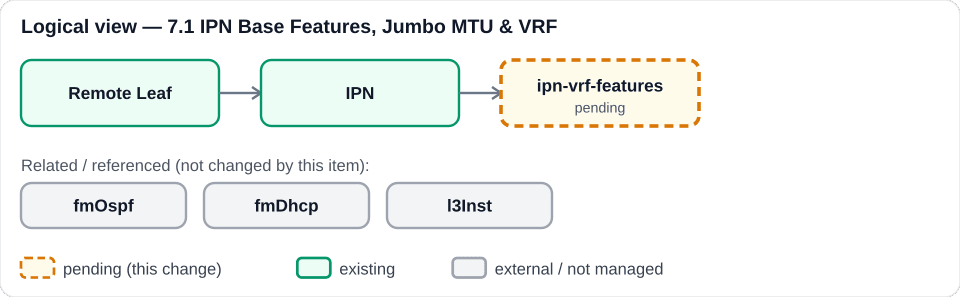 Logical view — 7.1 IPN Base Features, Jumbo MTU & VRF
Remote Leaf
IPN
ipn-vrf-features
pending
Related / referenced (not changed by this item):
fmOspf
fmDhcp
l3Inst
pending (this change)
existing
external / not managed